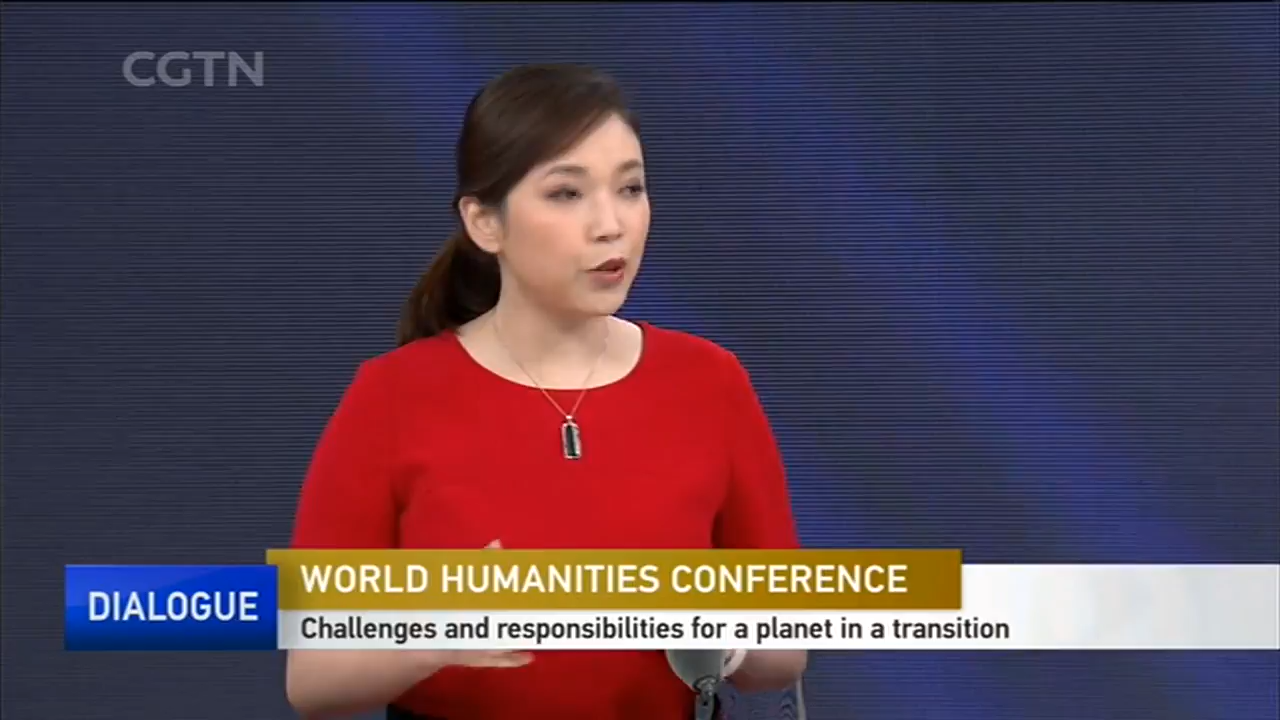 CGTN
WORLD HUMANITIES CONFERENCE
DIALOGUE
Challenges and responsibilities for a planet in a transition